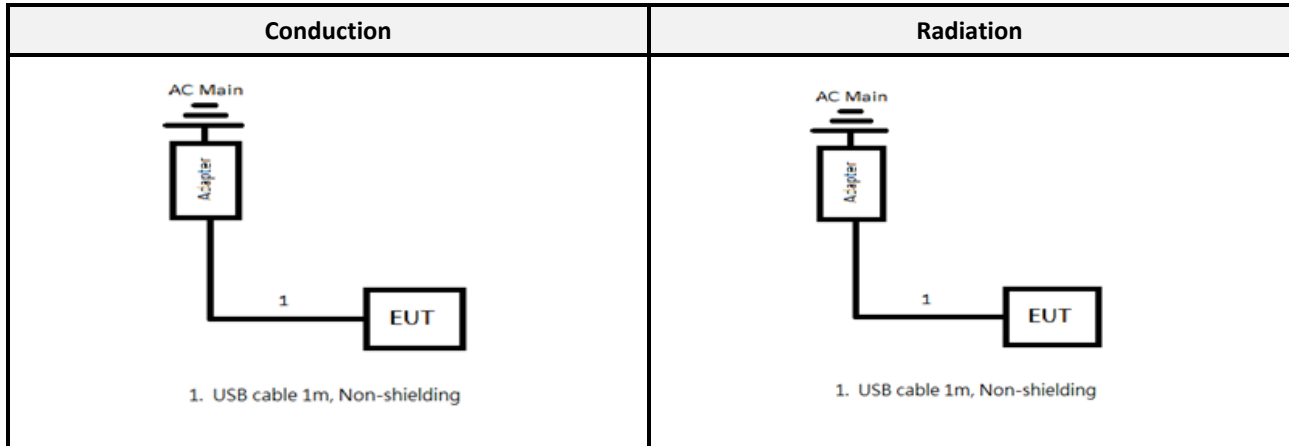 Conduction
Radiation
AC Main
Adapter
1
EUT
1. USB cable 1m, Non-shielding
AC Main
Adapter
1
EUT
1. USB cable 1m, Non-shielding